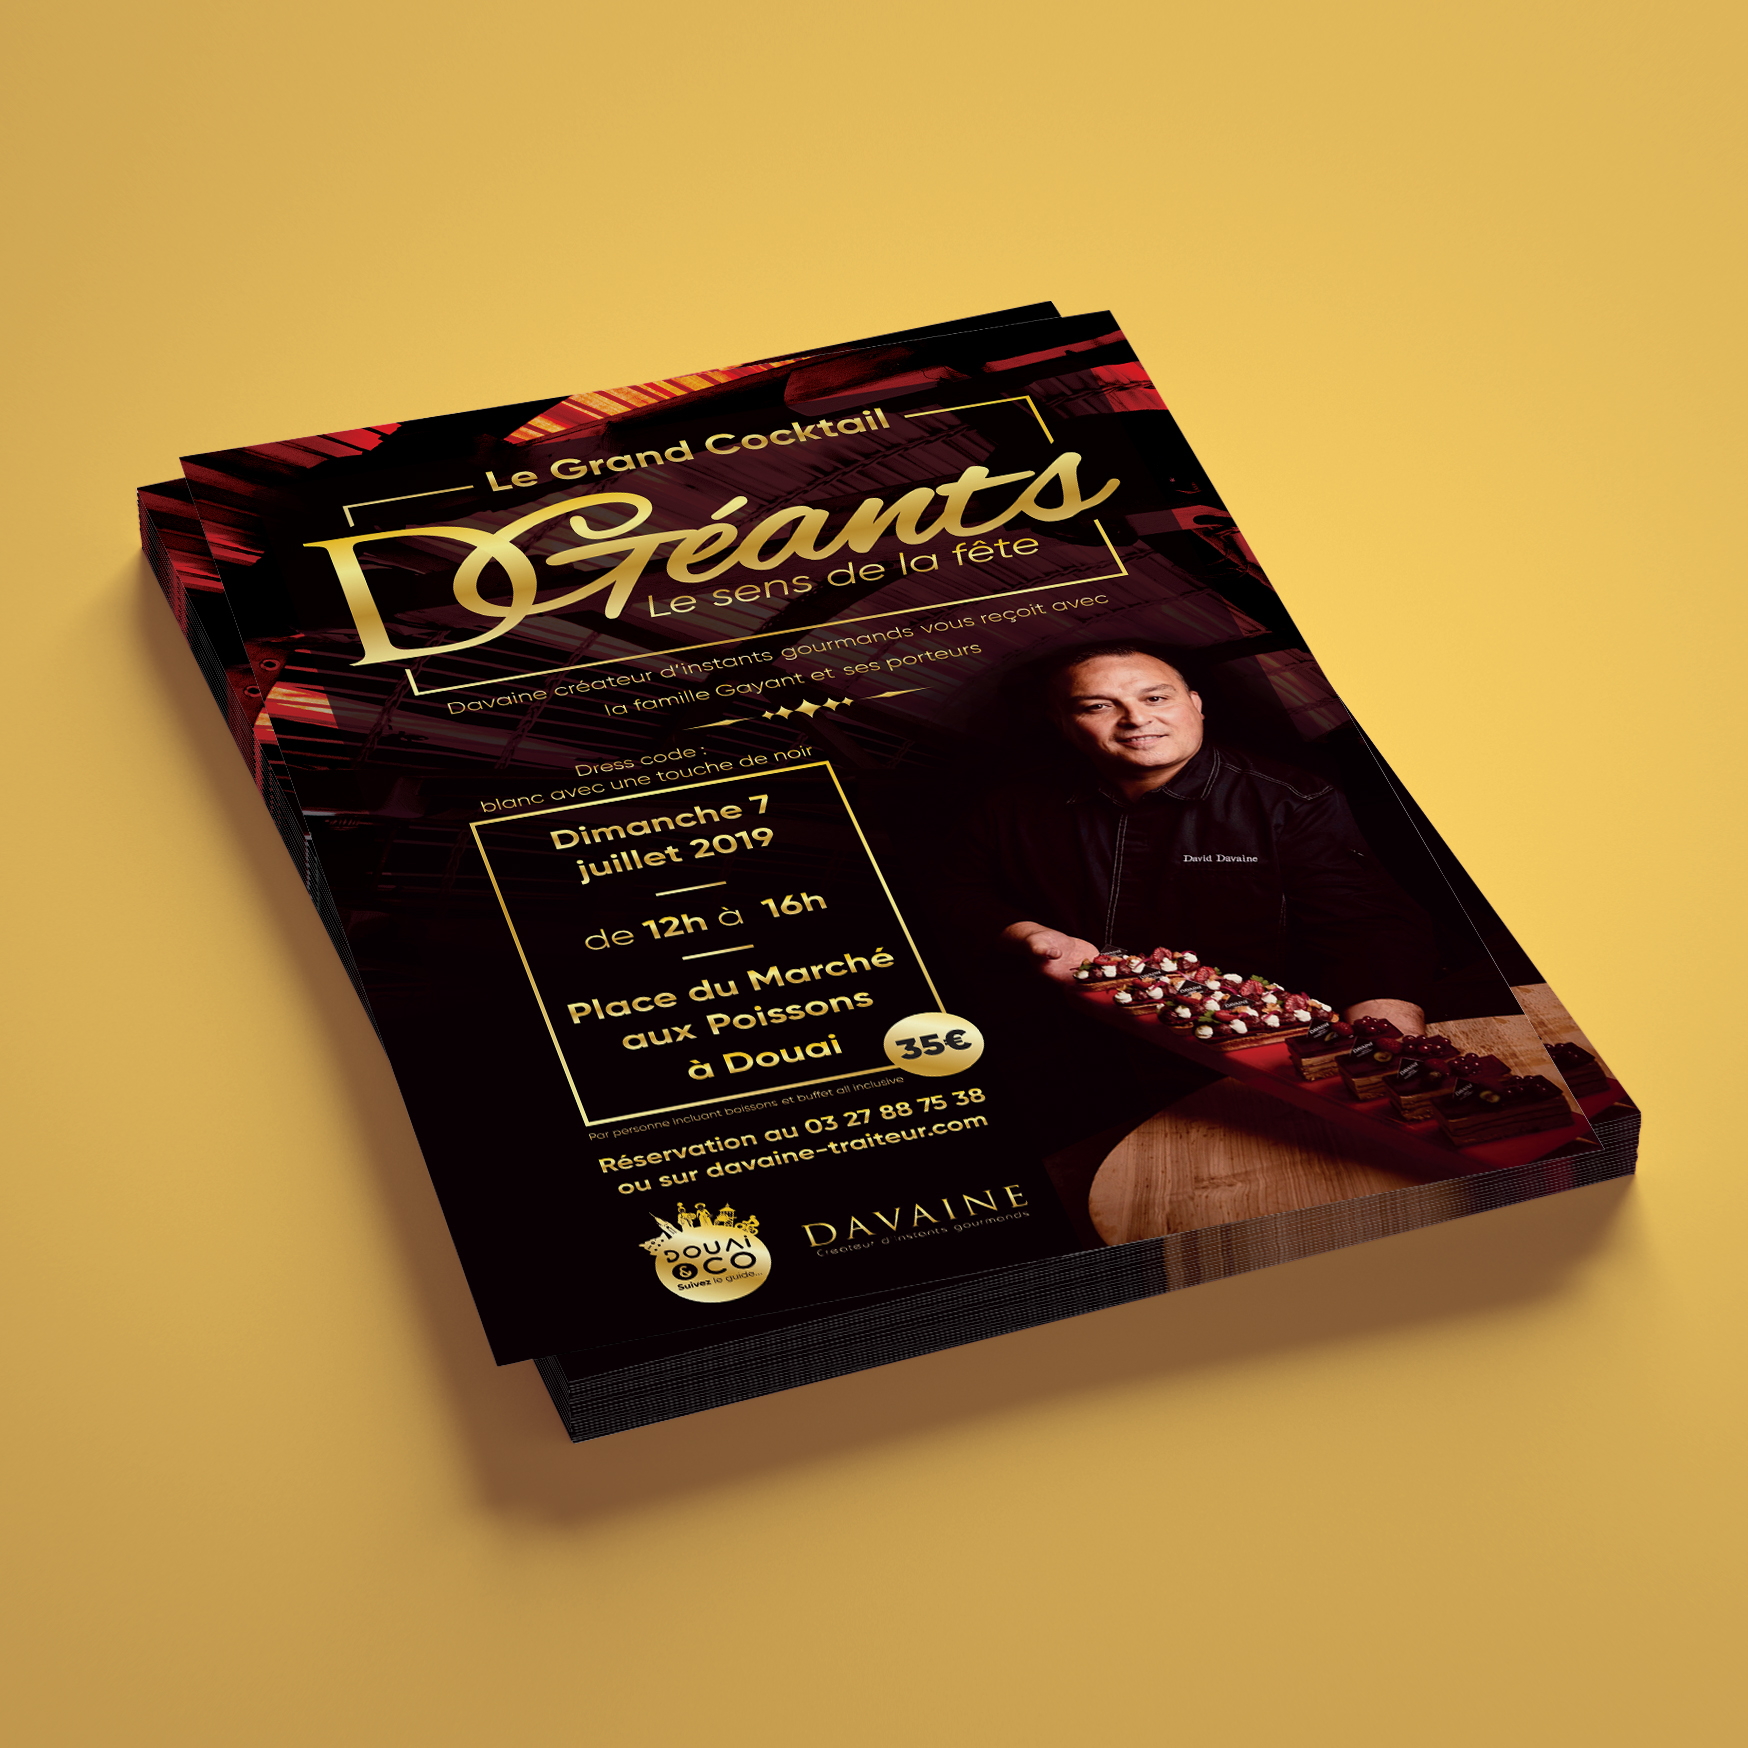 Le Grand Cocktail
DGéants
Le sens de la fête
Davaine créateur d'instants gourmands vous reçoit avec
la famille Gayant et ses porteurs
Dress code :
blanc avec une touche de noir
Dimanche 7
juillet 2019
de 12h à 16h
Place du Marché
aux Poissons
à Douai
35€
Par personne incluant boissons et buffet all inclusive
Réservation au 03 27 88 75 38
ou sur davaine-traiteur.com
David Davaine
DOUAI
&CO
Suivez le guide...
DAVAINE
Créateur d'instants gourmands